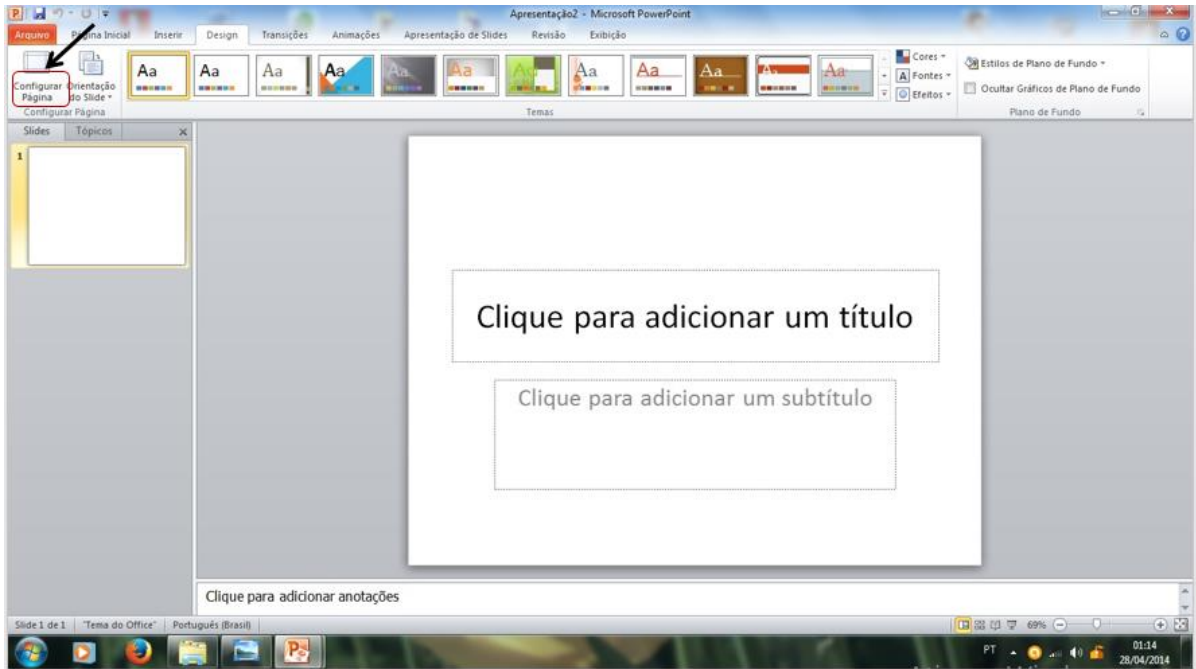 Apresentação2 - Microsoft PowerPoint
Arquivo Página Inicial Inserir Design Transições Animações Apresentação de Slides Revisão Exibição
Configurar Página
Orientação do Slide
Configurar Página
Aa Aa Aa Aa Aa Aa Aa Aa Aa Aa Aa Aa
Temas
Cores
Fontes
Efeitos
Estilos de Plano de Fundo
Ocultar Gráficos de Plano de Fundo
Plano de Fundo
Slides Tópicos
1
Clique para adicionar um título
Clique para adicionar um subtítulo
Clique para adicionar anotações
Slide 1 de 1 "Tema do Office" Português (Brasil) 69%
PT 01:14
28/04/2014